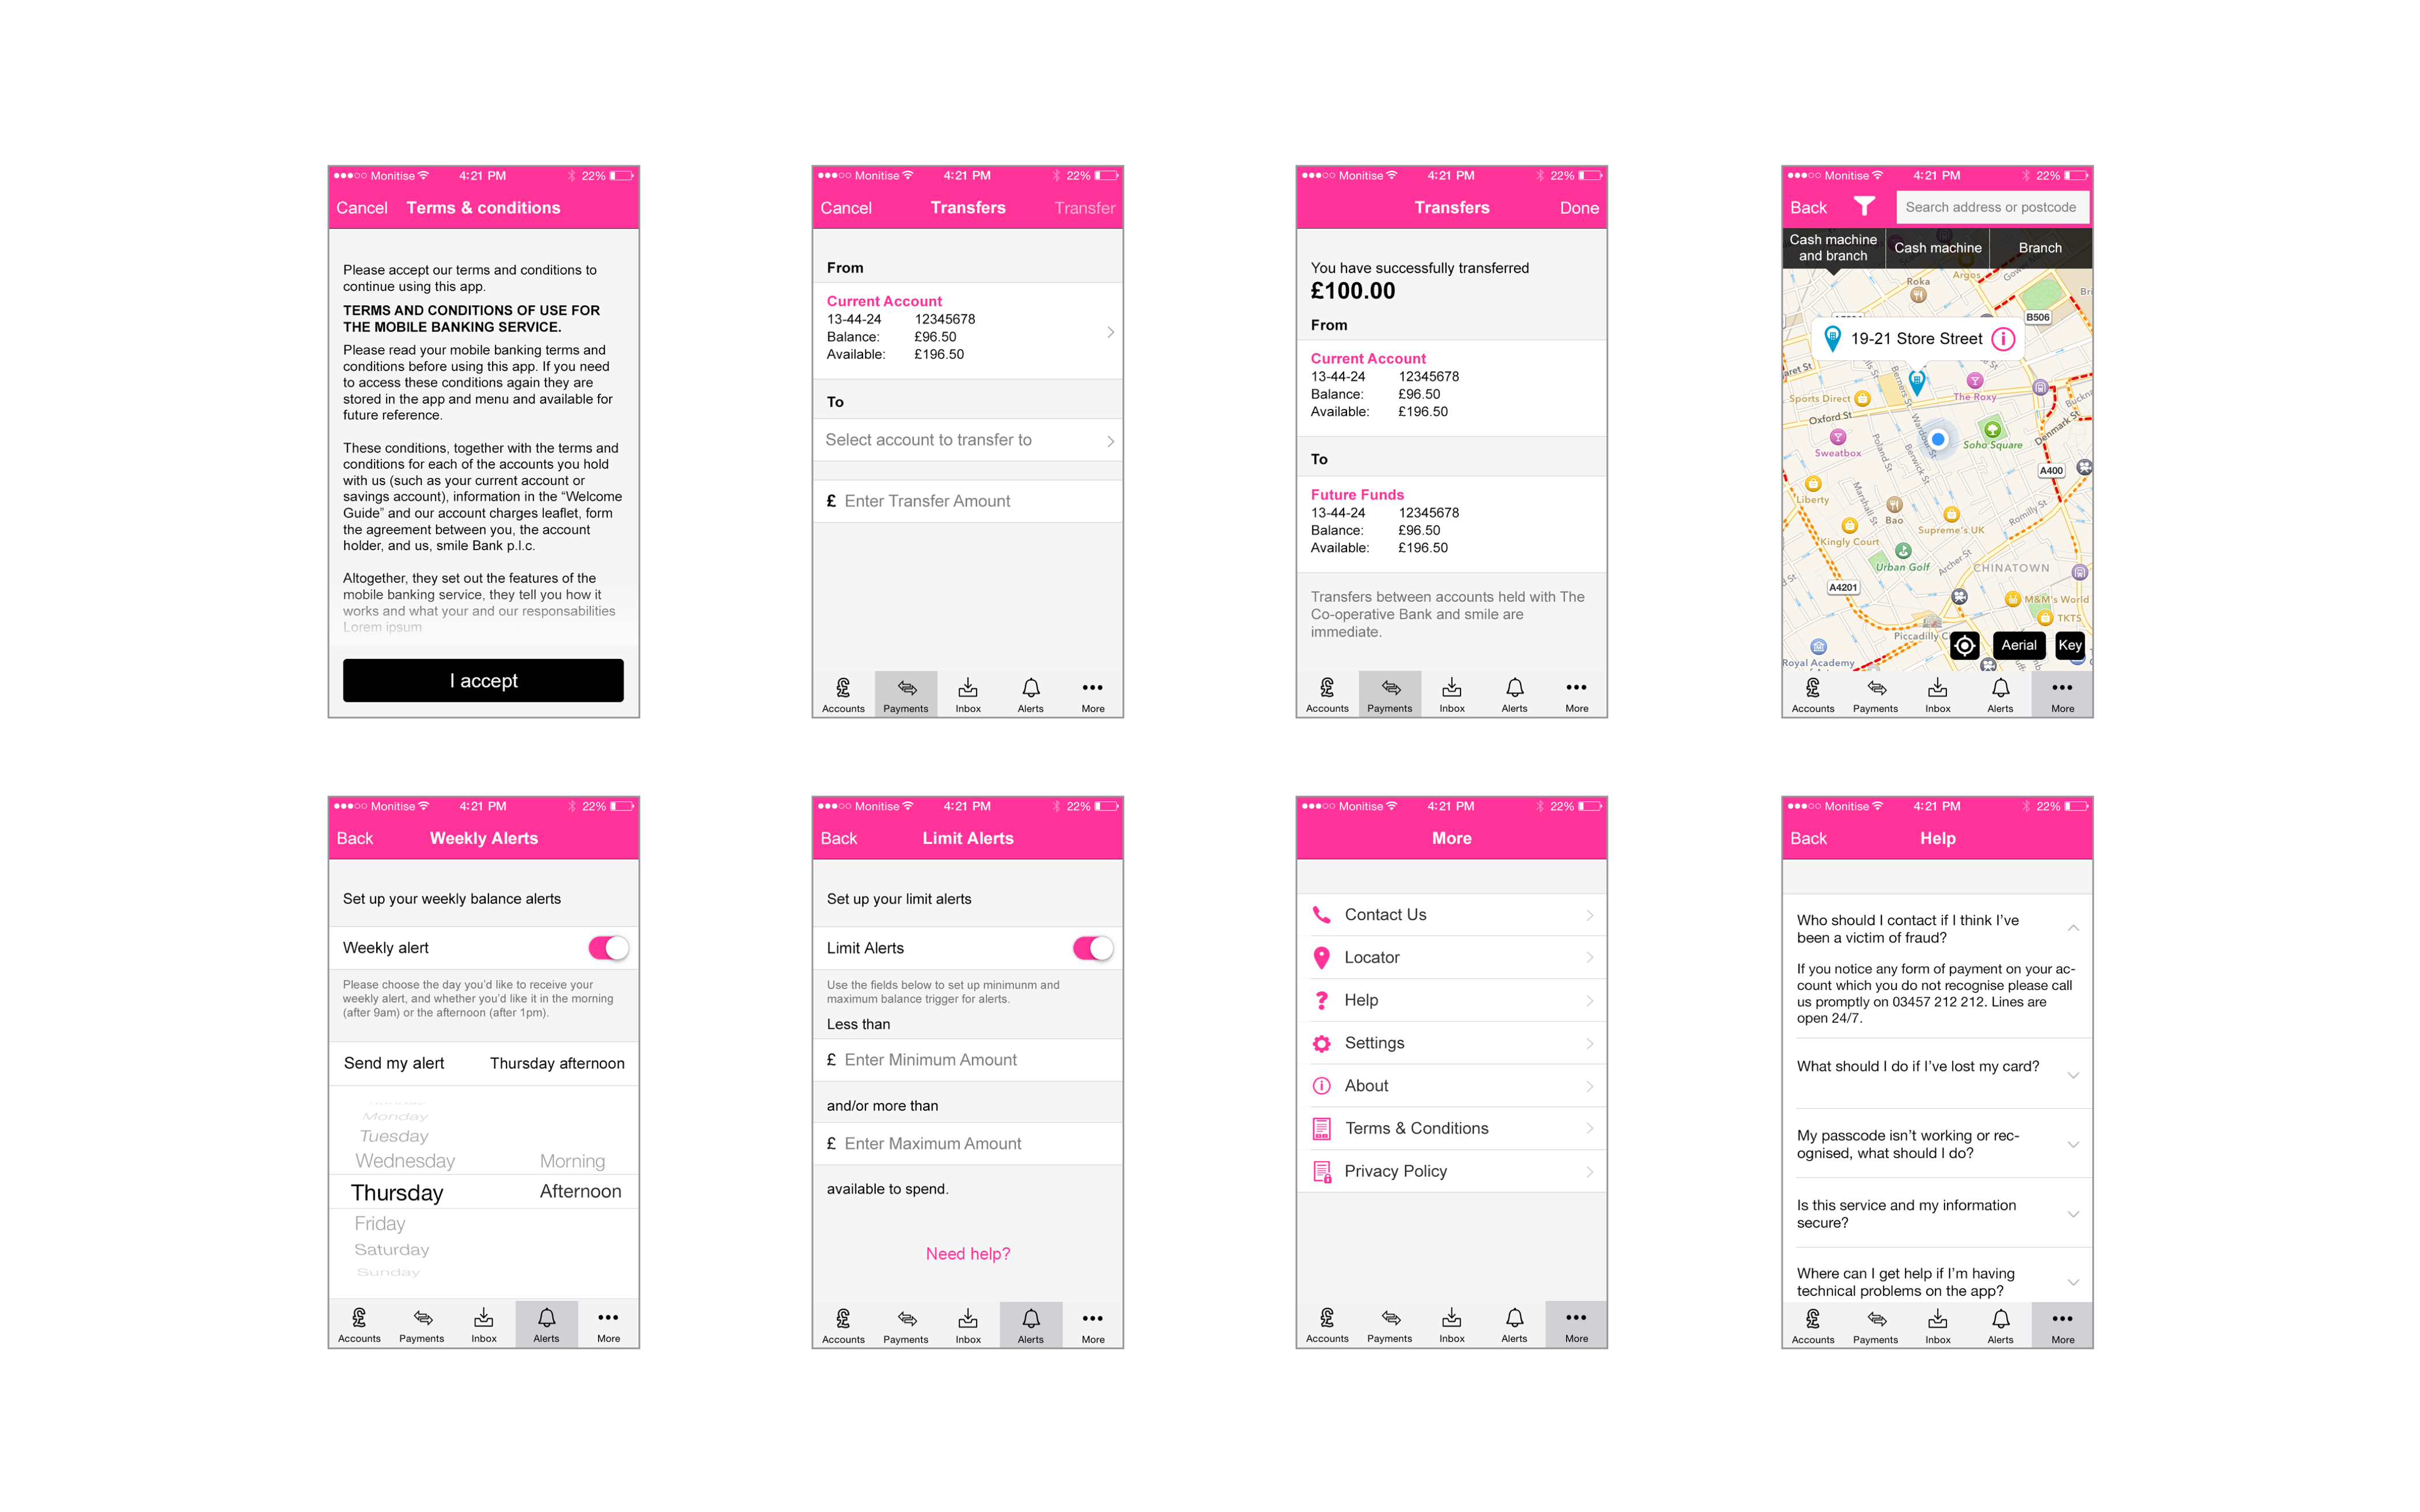 Monitise 4:21 PM 22%
Cancel Terms & conditions
Please accept our terms and conditions to
continue using this app.
TERMS AND CONDITIONS OF USE FOR
THE MOBILE BANKING SERVICE.
Please read your mobile banking terms and
conditions before using this app. If you need
to access these conditions again they are
stored in the app and menu and available for
future reference.
These conditions, together with the terms and
conditions for each of the accounts you hold
with us (such as your current account or
savings account), information in the “Welcome
Guide” and our account charges leaflet, form
the agreement between you, the account
holder, and us, smile Bank p.l.c.
Altogether, they set out the features of the
mobile banking service, they tell you how it
works and what your and our responsabilities
Lorem ipsum
I accept
Monitise 4:21 PM 22%
Cancel Transfers Transfer
From
Current Account
13-44-24 12345678
Balance: £96.50
Available: £196.50
To
Select account to transfer to
£ Enter Transfer Amount
Accounts Payments Inbox Alerts More
Monitise 4:21 PM 22%
Transfers Done
You have successfully transferred
£100.00
From
Current Account
13-44-24 12345678
Balance: £96.50
Available: £196.50
To
Future Funds
13-44-24 12345678
Balance: £96.50
Available: £196.50
Transfers between accounts held with The
Co-operative Bank and smile are
immediate.
Accounts Payments Inbox Alerts More
Monitise 4:21 PM 22%
Back Search address or postcode
Cash machine
and branch
Cash machine
Branch
Argos
Roka
B506
19-21 Store Street
Berners St
The Roxy
Sports Direct
Oxford St
Denmark St
Wardour St
Sweatbox
Soho Square
Poland St
Berwick St
A400
Liberty
Marshall St
Bao
Supreme's UK
Romilly St
Kingly Court
Urban Golf
Archer St
CHINATOWN
A4201
M&M's World
TKTS
Piccadilly C
Aerial
Key
Royal Academy
Accounts Payments Inbox Alerts More
Monitise 4:21 PM 22%
Back Weekly Alerts
Set up your weekly balance alerts
Weekly alert
Please choose the day you’d like to receive your
weekly alert, and whether you’d like it in the morning
(after 9am) or the afternoon (after 1pm).
Send my alert Thursday afternoon
Monday
Tuesday
Wednesday Morning
Thursday Afternoon
Friday
Saturday
Sunday
Accounts Payments Inbox Alerts More
Monitise 4:21 PM 22%
Back Limit Alerts
Set up your limit alerts
Limit Alerts
Use the fields below to set up minimunm and
maximum balance trigger for alerts.
Less than
£ Enter Minimum Amount
and/or more than
£ Enter Maximum Amount
available to spend.
Need help?
Accounts Payments Inbox Alerts More
Monitise 4:21 PM 22%
More
Contact Us
Locator
Help
Settings
About
Terms & Conditions
Privacy Policy
Accounts Payments Inbox Alerts More
Monitise 4:21 PM 22%
Back Help
Who should I contact if I think I’ve
been a victim of fraud?
If you notice any form of payment on your ac-
count which you do not recognise please call
us promptly on 03457 212 212. Lines are
open 24/7.
What should I do if I’ve lost my card?
My passcode isn’t working or rec-
ognised, what should I do?
Is this service and my information
secure?
Where can I get help if I’m having
technical problems on the app?
Accounts Payments Inbox Alerts More